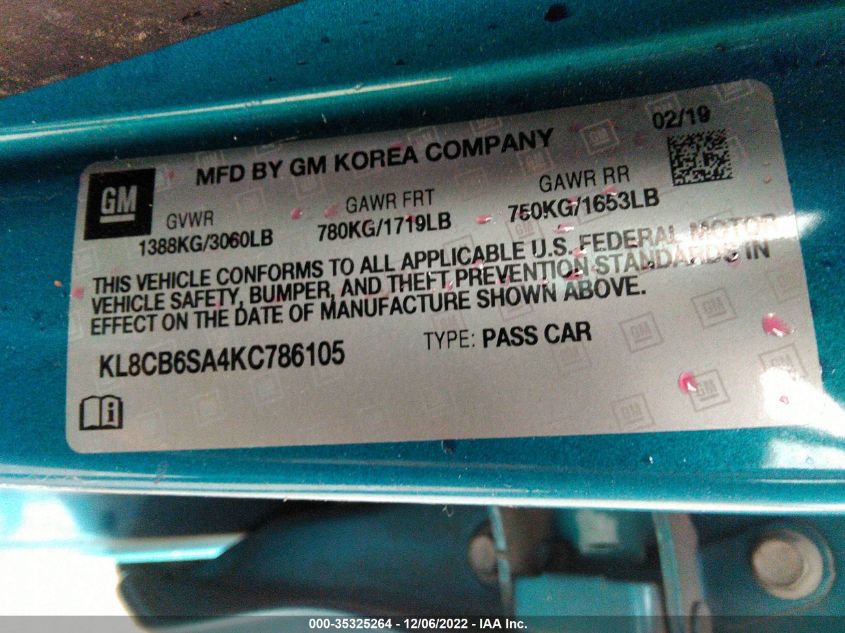 02/19
MFD BY GM KOREA COMPANY
GM
GVWR GAWR FRT GAWR RR
1388KG/3060LB 780KG/1719LB 750KG/1653LB
THIS VEHICLE CONFORMS TO ALL APPLICABLE U.S. FEDERAL MOTOR
VEHICLE SAFETY, BUMPER, AND THEFT PREVENTION STANDARDS IN
EFFECT ON THE DATE OF MANUFACTURE SHOWN ABOVE.
KL8CB6SA4KC786105 TYPE: PASS CAR
000-35325264 - 12/06/2022 - IAA Inc.